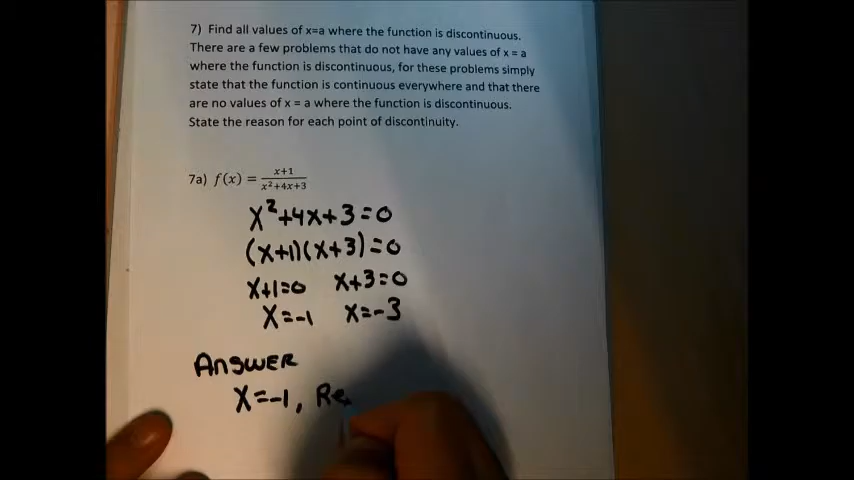 7) Find all values of x=a where the function is discontinuous.
There are a few problems that do not have any values of x = a
where the function is discontinuous, for these problems simply
state that the function is continuous everywhere and that there
are no values of x = a where the function is discontinuous.
State the reason for each point of discontinuity.
7a) f(x) = x+1 / x²+4x+3
x²+4x+3=0
(x+1)(x+3)=0
x+1=0 x+3=0
x=-1 x=-3
ANSWER
x=-1, Re